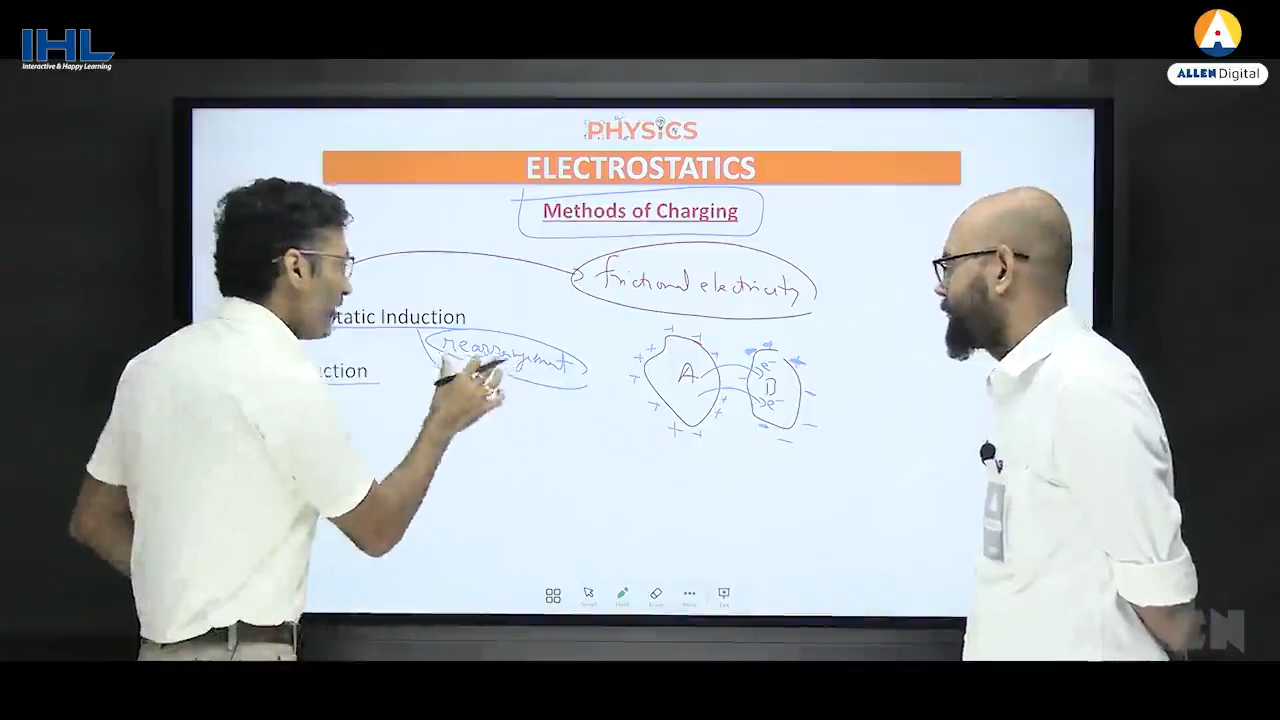 IHL
Interactive & Happy Learning
ALLEN Digital
PHYSICS
ELECTROSTATICS
Methods of Charging
frictional electricity
tatic Induction
rearrangement
uction
A
e-
B
e-